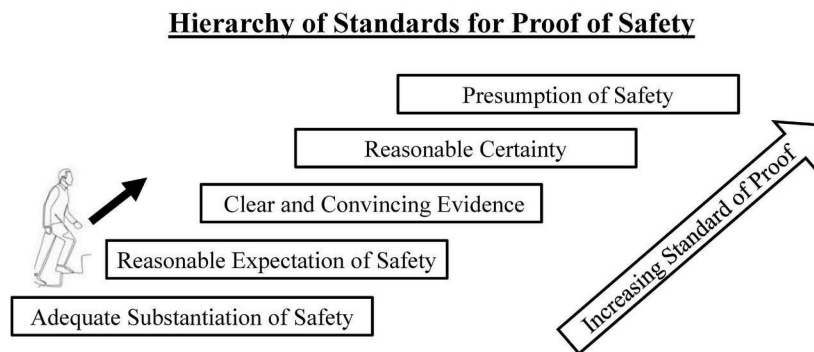 Hierarchy of Standards for Proof of Safety
Presumption of Safety
Reasonable Certainty
Clear and Convincing Evidence
Reasonable Expectation of Safety
Adequate Substantiation of Safety
Increasing Standard of Proof